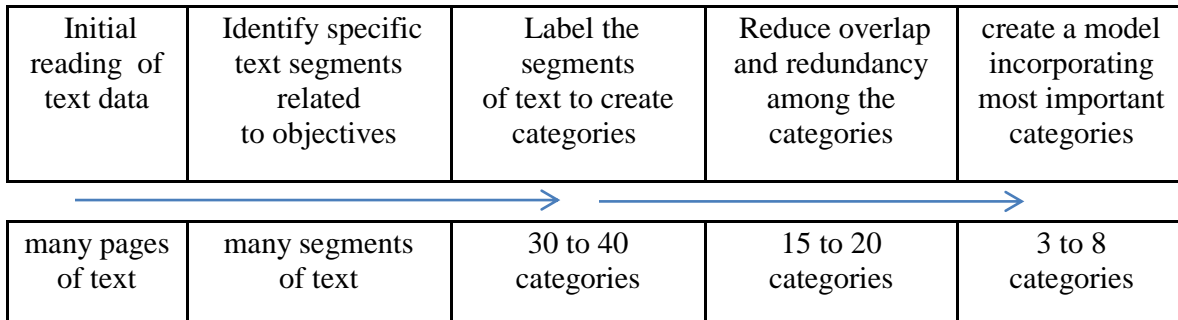 Initial
reading of
text data
Identify specific
text segments
related
to objectives
Label the
segments
of text to create
categories
Reduce overlap
and redundancy
among the
categories
create a model
incorporating
most important
categories
many pages
of text
many segments
of text
30 to 40
categories
15 to 20
categories
3 to 8
categories